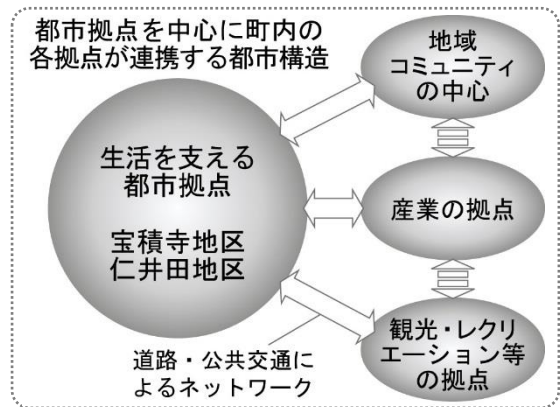 都市拠点を中心に町内の
各拠点が連携する都市構造
地域
コミュニティ
の中心
生活を支える
都市拠点
宝積寺地区
仁井田地区
産業の拠点
観光・レクリ
エーション等
の拠点
道路・公共交通に
よるネットワーク